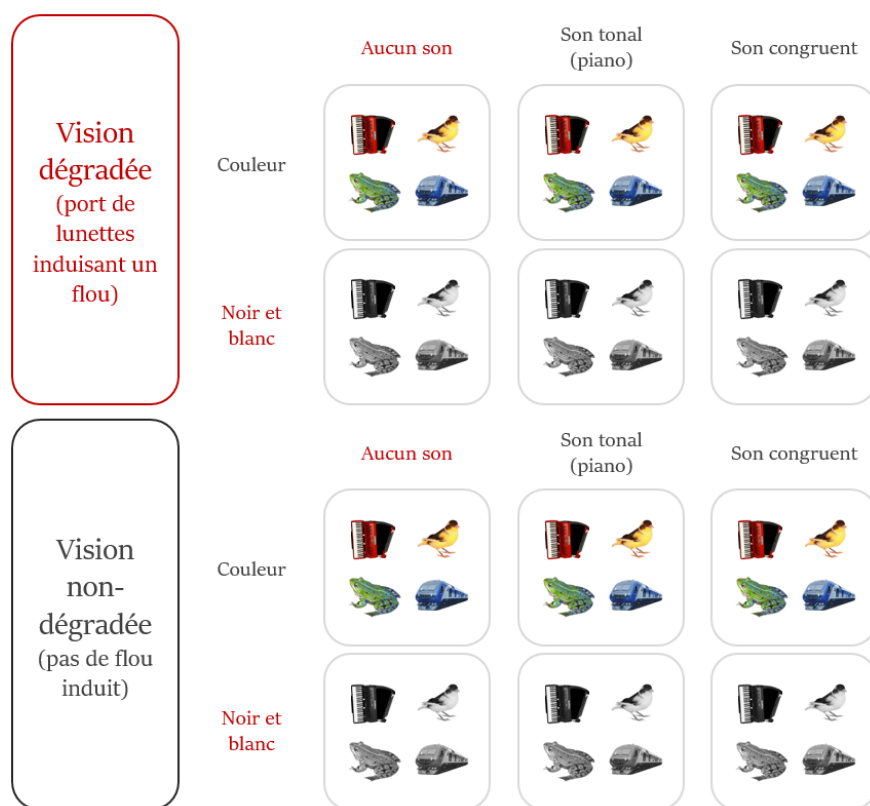 Aucun son
Son tonal
(piano)
Son congruent
Vision
dégradée
(port de
lunettes
induisant un
flou)
Couleur
Noir et
blanc
Aucun son
Son tonal
(piano)
Son congruent
Vision
non-
dégradée
(pas de flou
induit)
Couleur
Noir et
blanc